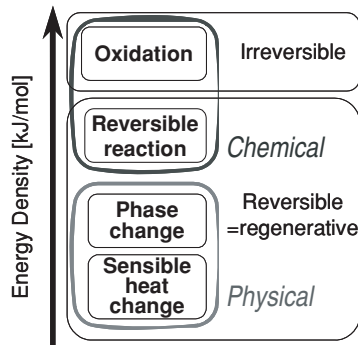 Energy Density [kJ/mol]
Oxidation
Irreversible
Reversible
reaction
Chemical
Phase
change
Reversible
=regenerative
Sensible
heat
change
Physical